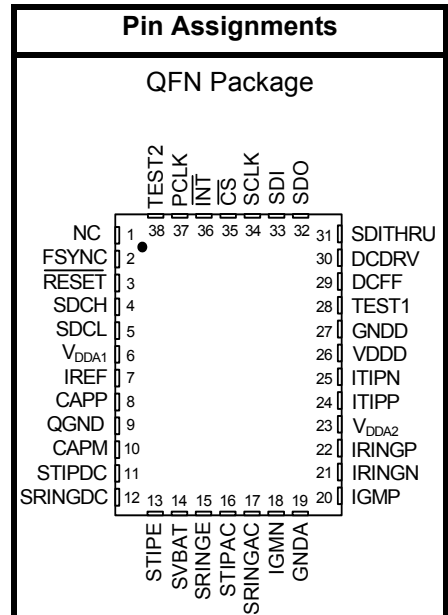 Pin Assignments
QFN Package
TEST2
PCLK
INT
CS
SCLK
SDI
SDO
38 37 36 35 34 33 32
NC 1
FSYNC 2
RESET 3
SDCH 4
SDCL 5
VDDA1 6
IREF 7
CAPP 8
QGND 9
CAPM 10
STIPDC 11
SRINGDC 12
31 SDITHRU
30 DCDRV
29 DCFF
28 TEST1
27 GNDD
26 VDDD
25 ITIPN
24 ITIPP
23 VDDA2
22 IRINGP
21 IRINGN
20 IGMP
13 14 15 16 17 18 19
STIPE
SVBAT
SRINGE
STIPAC
SRINGAC
IGMN
GNDA